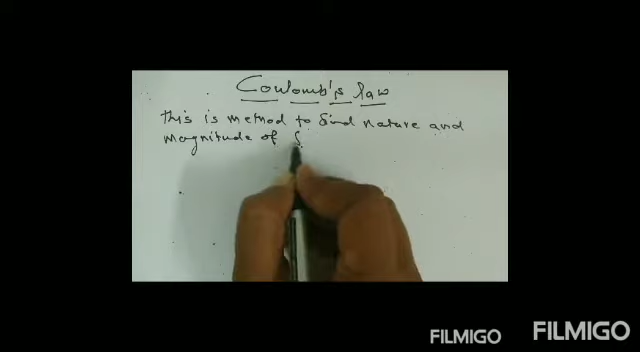 Coulomb's law
This is method to find nature and
magnitude of
FILMIGO FILMIGO